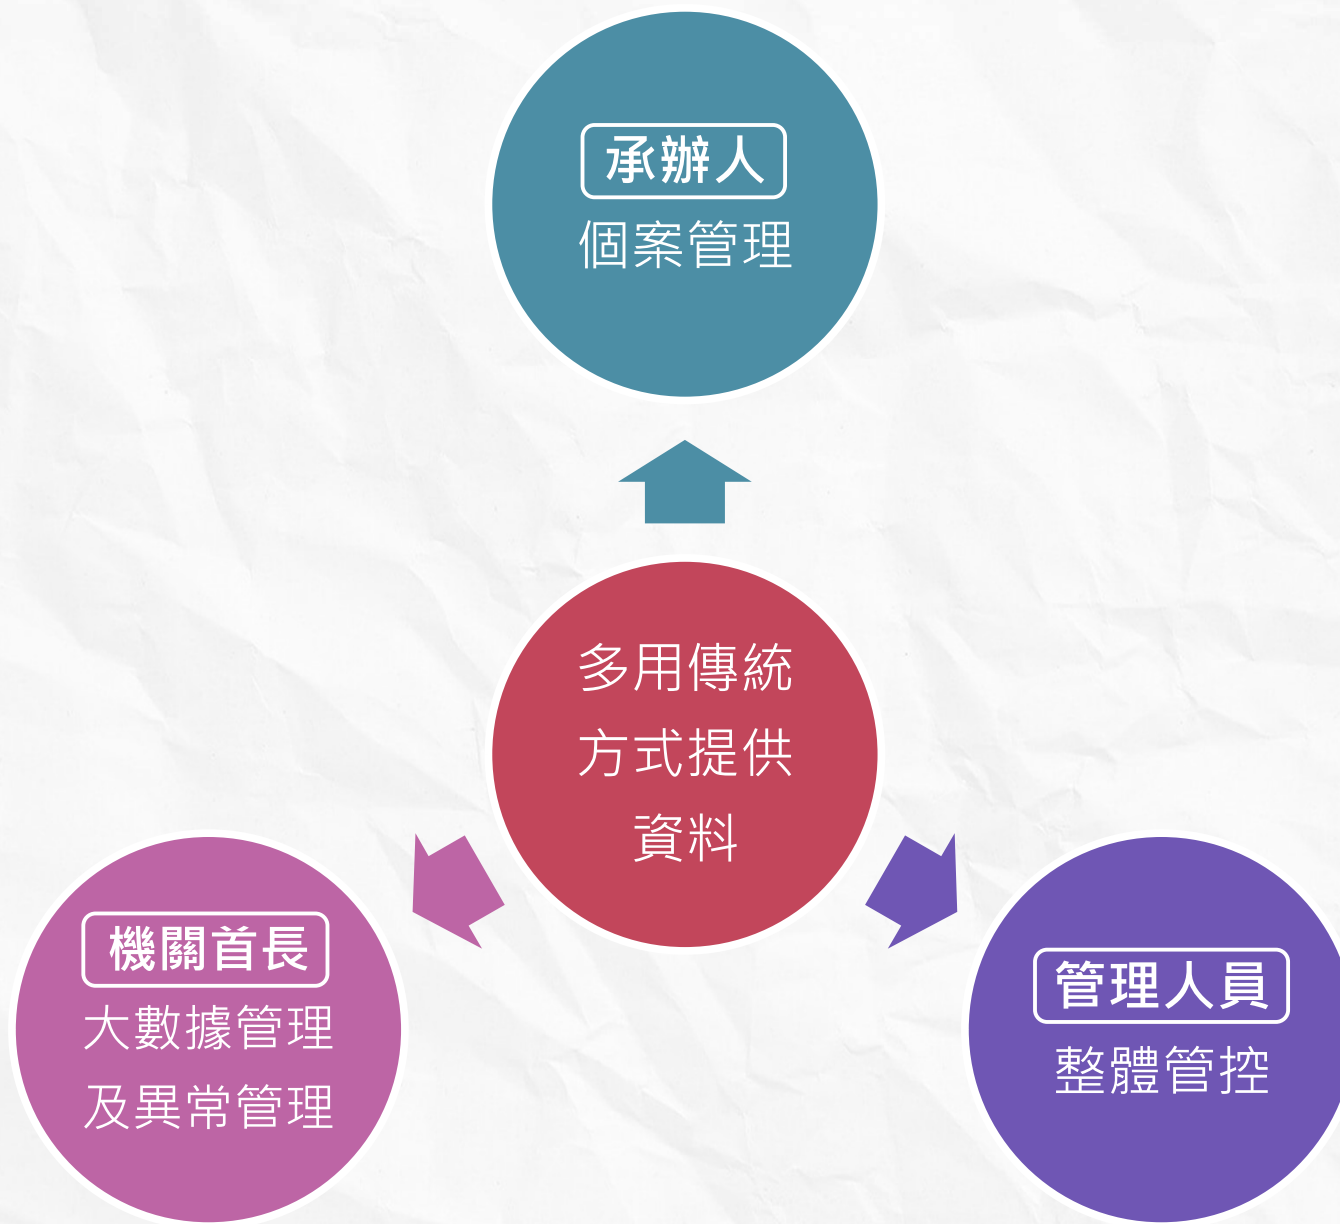 承辦人
個案管理
多用傳統
方式提供
資料
機關首長
大數據管理
及異常管理
管理人員
整體管控